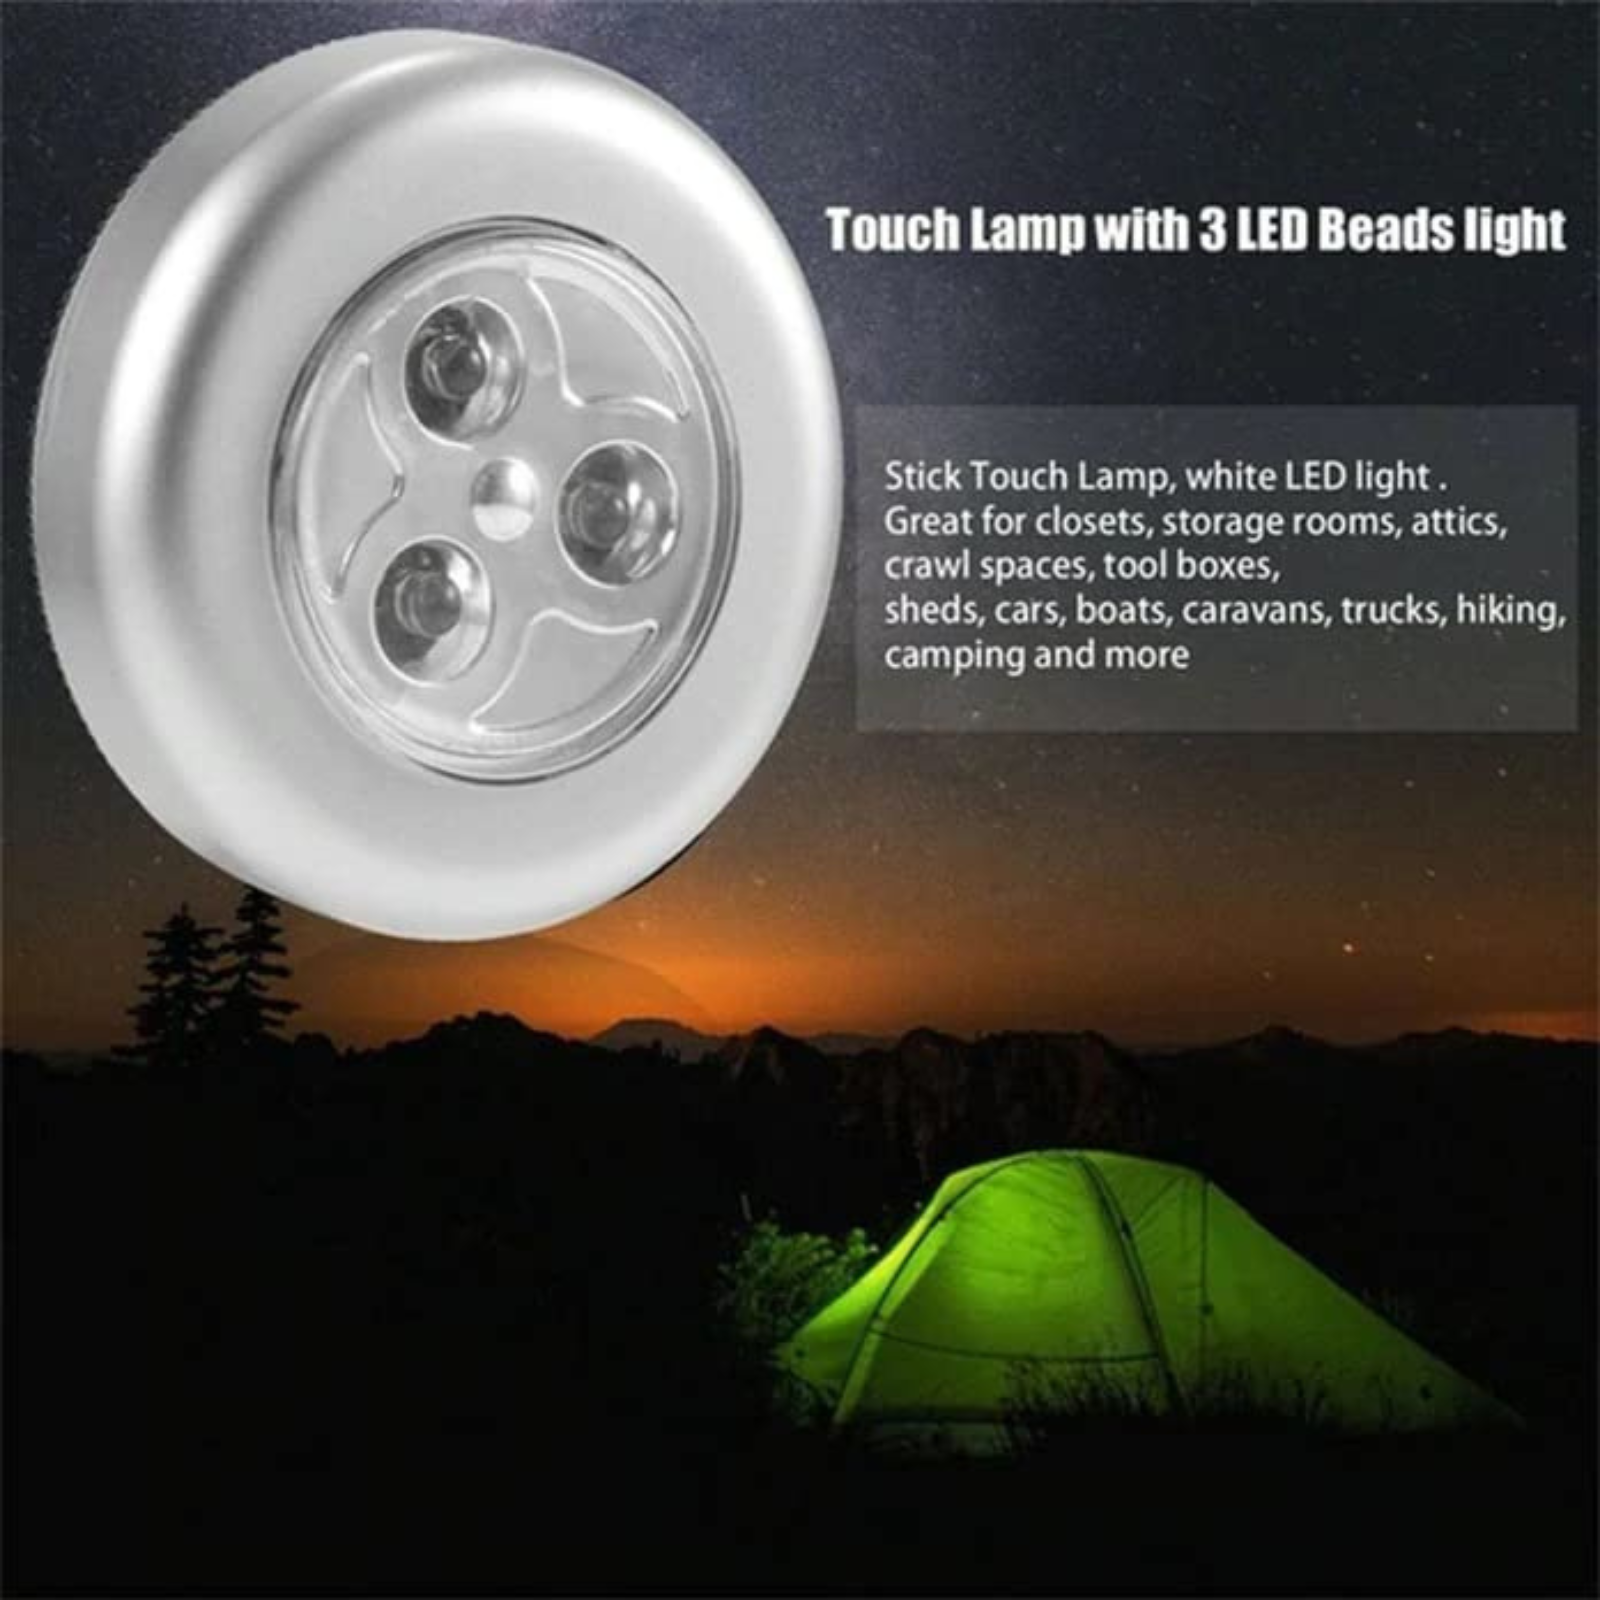 Touch Lamp with 3 LED Beads light
Stick Touch Lamp, white LED light .
Great for closets, storage rooms, attics,
crawl spaces, tool boxes,
sheds, cars, boats, caravans, trucks, hiking,
camping and more